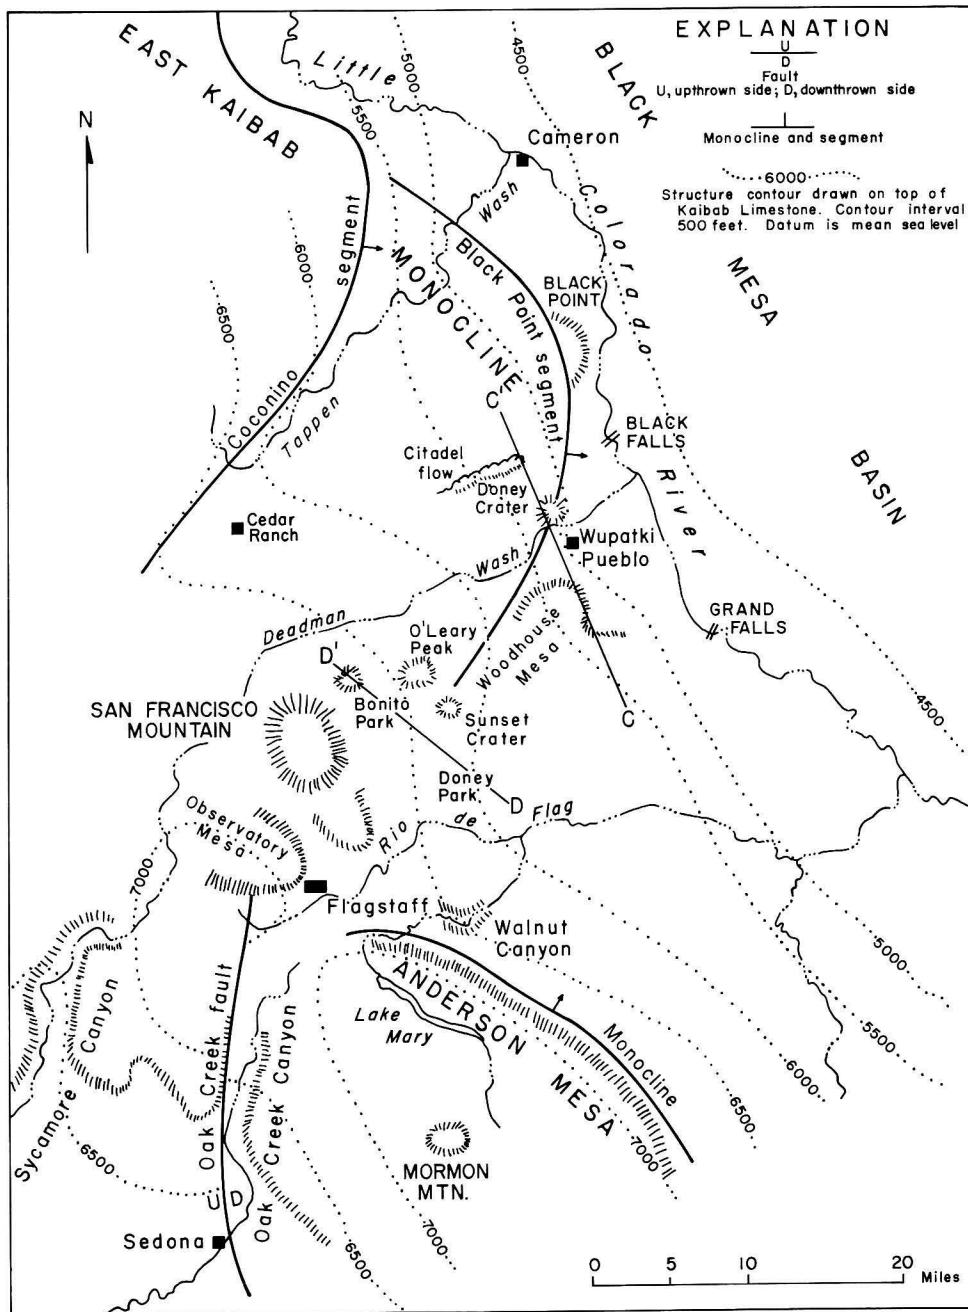 EXPLANATION
U
D
Fault
U, upthrown side; D, downthrown side
Monocline and segment
6000
Structure contour drawn on top of
Kaibab Limestone. Contour interval
500 feet. Datum is mean sea level
N
EAST KAIBAB
MONOCLINE
Little
Colorado
River
BLACK
MESA
BASIN
5000
4500
5500
Cameron
Wash
segment
Coconino
Black Point segment
BLACK
POINT
6000
6500
Tappen
C'
Citadel
flow
Doney
Crater
BLACK
FALLS
Cedar
Ranch
Wupatki
Pueblo
Wash
Deadman
O'Leary
Peak
Woodhouse
Mesa
GRAND
FALLS
D'
Bonito
Park
SAN FRANCISCO
MOUNTAIN
Sunset
Crater
C
4500
Doney
Park
D
Rio
de
Flag
Observatory
Mesa
7000
Flagstaff
Walnut
Canyon
5000
5500
6000
6500
7000
ANDERSON
MESA
Monocline
Lake
Mary
Sycamore
Canyon
Oak Creek fault
Oak Creek Canyon
6500
U D
Sedona
MORMON
MTN.
7000
6500
0 5 10 20
Miles